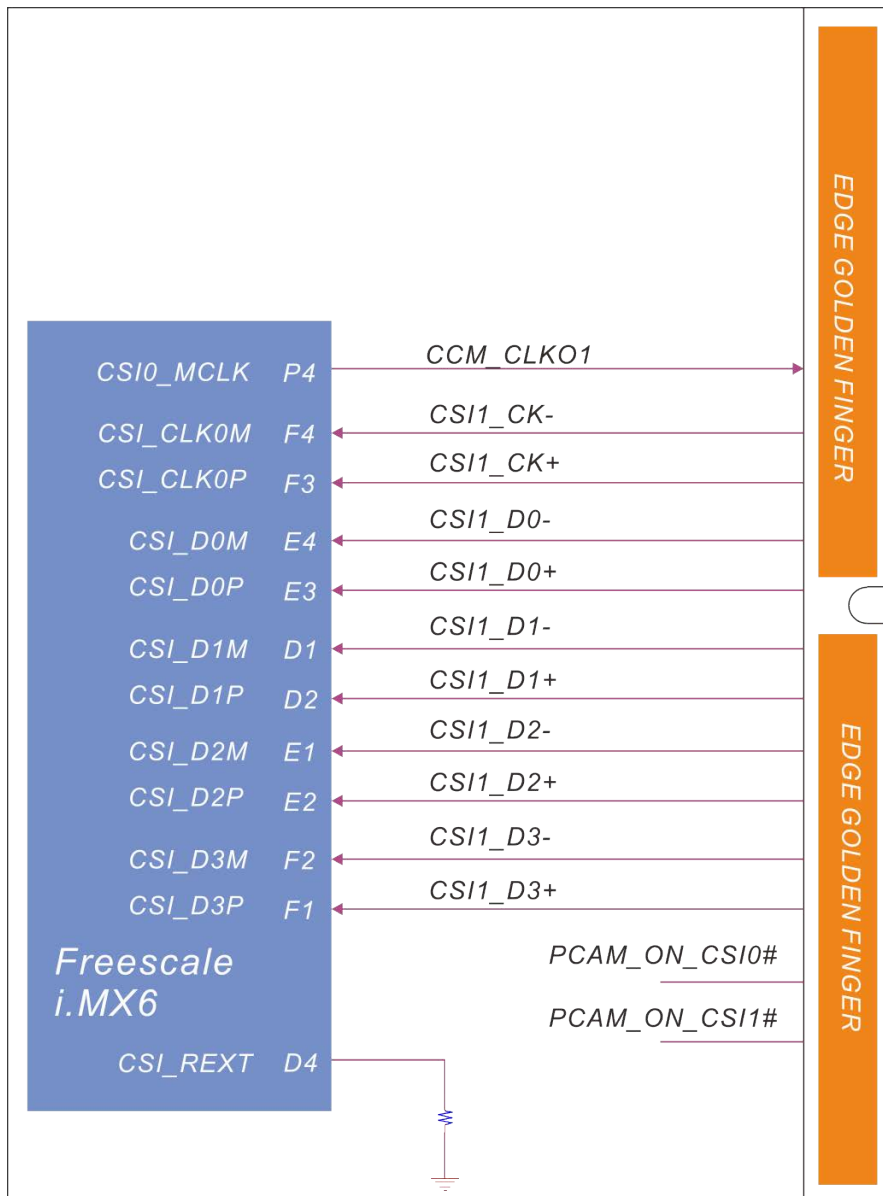 EDGE GOLDEN FINGER
CSI0_MCLK P4 CCM_CLKO1
CSI_CLK0M F4 CSI1_CK-
CSI_CLK0P F3 CSI1_CK+
CSI_D0M E4 CSI1_D0-
CSI_D0P E3 CSI1_D0+
CSI_D1M D1 CSI1_D1-
CSI_D1P D2 CSI1_D1+
CSI_D2M E1 CSI1_D2-
CSI_D2P E2 CSI1_D2+
CSI_D3M F2 CSI1_D3-
CSI_D3P F1 CSI1_D3+
EDGE GOLDEN FINGER
Freescale
i.MX6
PCAM_ON_CSI0#
PCAM_ON_CSI1#
CSI_REXT D4